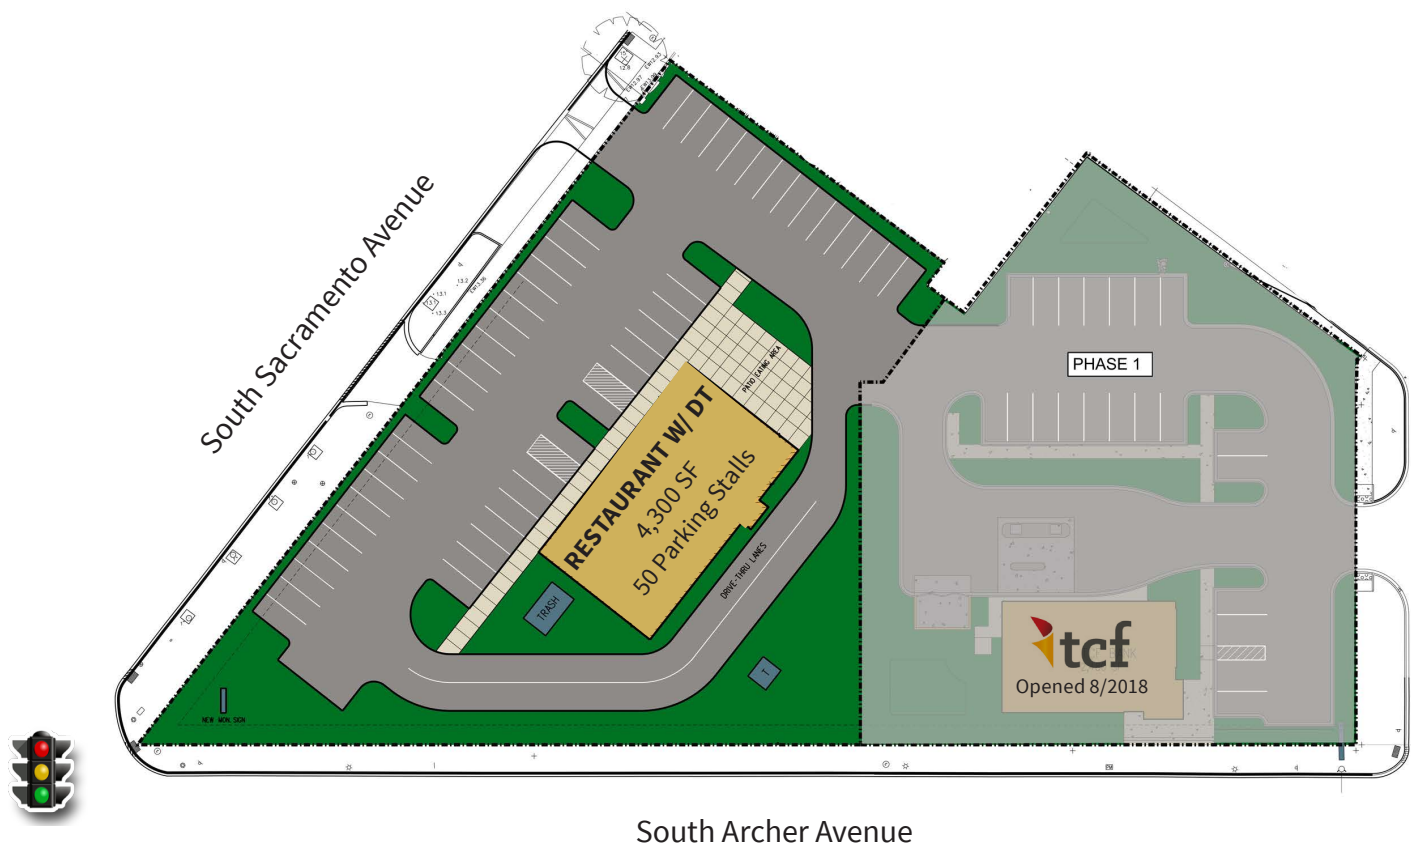 South Sacramento Avenue
PHASE 1
PATIO EATING AREA
RESTAURANT W/ DT
4,300 SF
50 Parking Stalls
DRIVE-THRU LANES
TRASH
T
tcf
Opened 8/2018
NEW MON. SIGN
South Archer Avenue